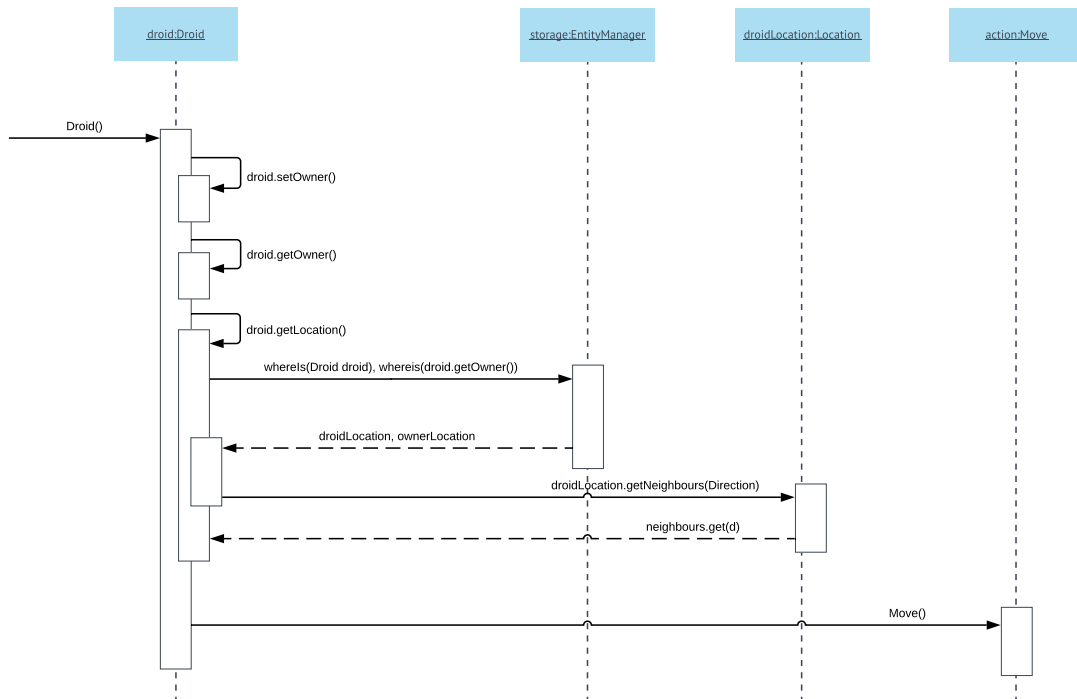 droid:Droid
storage:EntityManager
droidLocation:Location
action:Move
Droid()
droid.setOwner()
droid.getOwner()
droid.getLocation()
whereIs(Droid droid), whereis(droid.getOwner())
droidLocation, ownerLocation
droidLocation.getNeighbours(Direction)
neighbours.get(d)
Move()